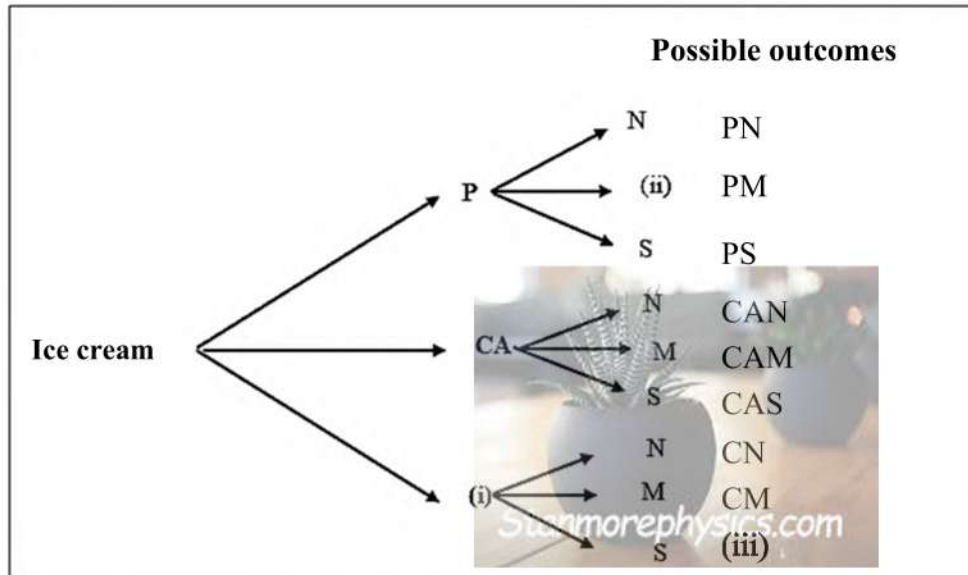 Possible outcomes
N PN
P (ii) PM
S PS
N CAN
Ice cream CA M CAM
S CAS
N CN
(i) M CM
Stanmorephysics.com
S (iii)